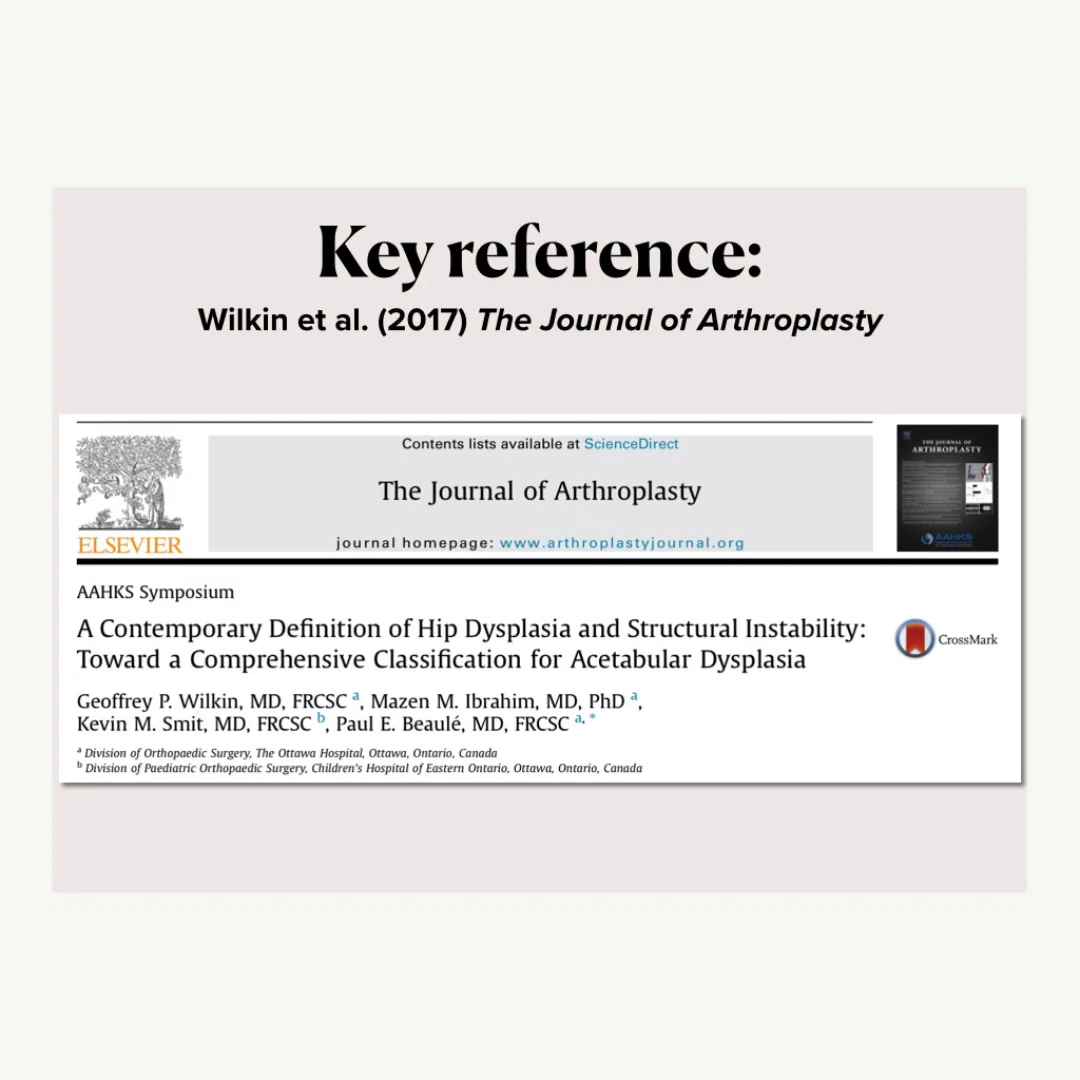 Key reference:
Wilkin et al. (2017) The Journal of Arthroplasty
Contents lists available at ScienceDirect
The Journal of Arthroplasty
journal homepage: www.arthroplastyjournal.org
ELSEVIER
THE JOURNAL OF
ARTHROPLASTY
AAHKS
AAHKS Symposium
A Contemporary Definition of Hip Dysplasia and Structural Instability:
Toward a Comprehensive Classification for Acetabular Dysplasia
CrossMark
Geoffrey P. Wilkin, MD, FRCSC a, Mazen M. Ibrahim, MD, PhD a,
Kevin M. Smit, MD, FRCSC b, Paul E. Beaulé, MD, FRCSC a, *
a Division of Orthopaedic Surgery, The Ottawa Hospital, Ottawa, Ontario, Canada
b Division of Paediatric Orthopaedic Surgery, Children's Hospital of Eastern Ontario, Ottawa, Ontario, Canada